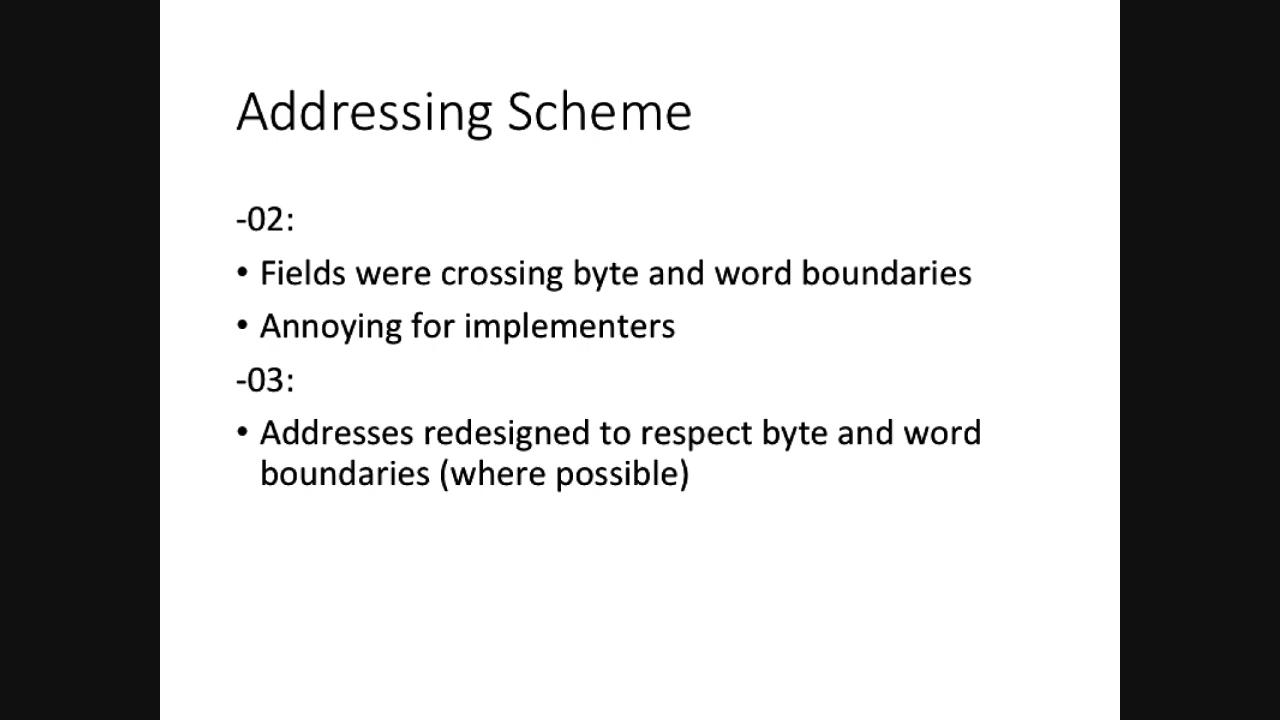 Addressing Scheme
-02:
• Fields were crossing byte and word boundaries
• Annoying for implementers
-03:
• Addresses redesigned to respect byte and word
boundaries (where possible)